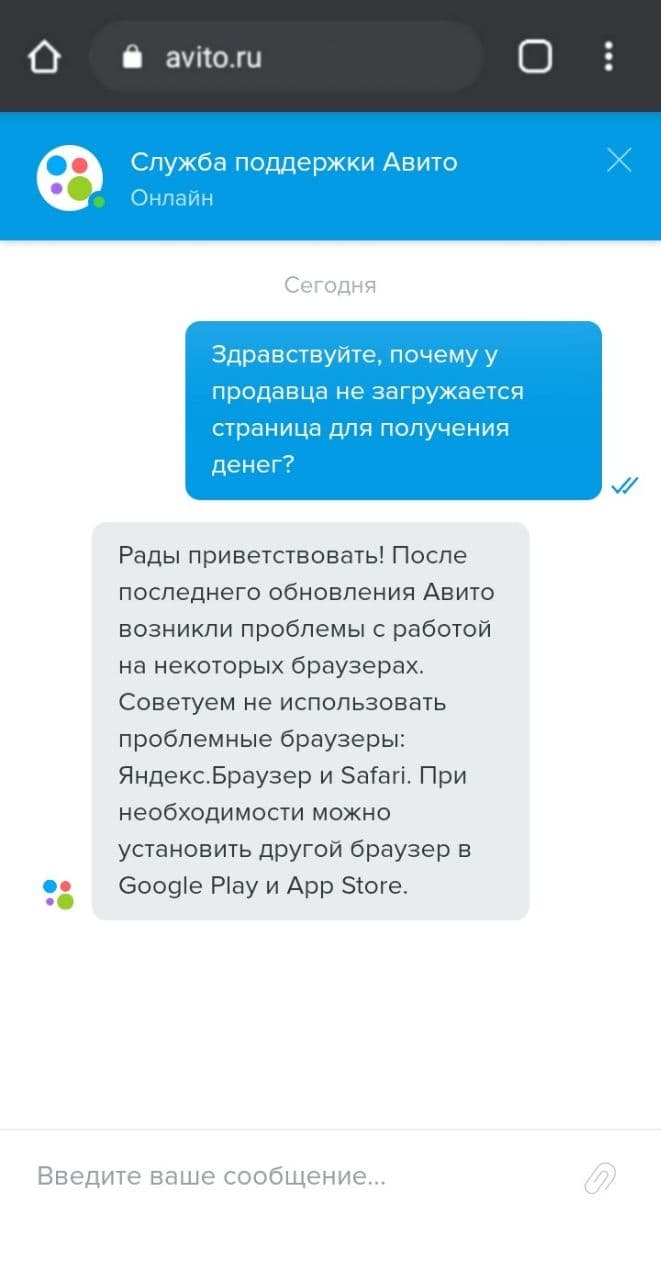 avito.ru
Служба поддержки Авито
Онлайн
Сегодня
Здравствуйте, почему у
продавца не загружается
страница для получения
денег?
Рады приветствовать! После
последнего обновления Авито
возникли проблемы с работой
на некоторых браузерах.
Советуем не использовать
проблемные браузеры:
Яндекс.Браузер и Safari. При
необходимости можно
установить другой браузер в
Google Play и App Store.
Введите ваше сообщение...